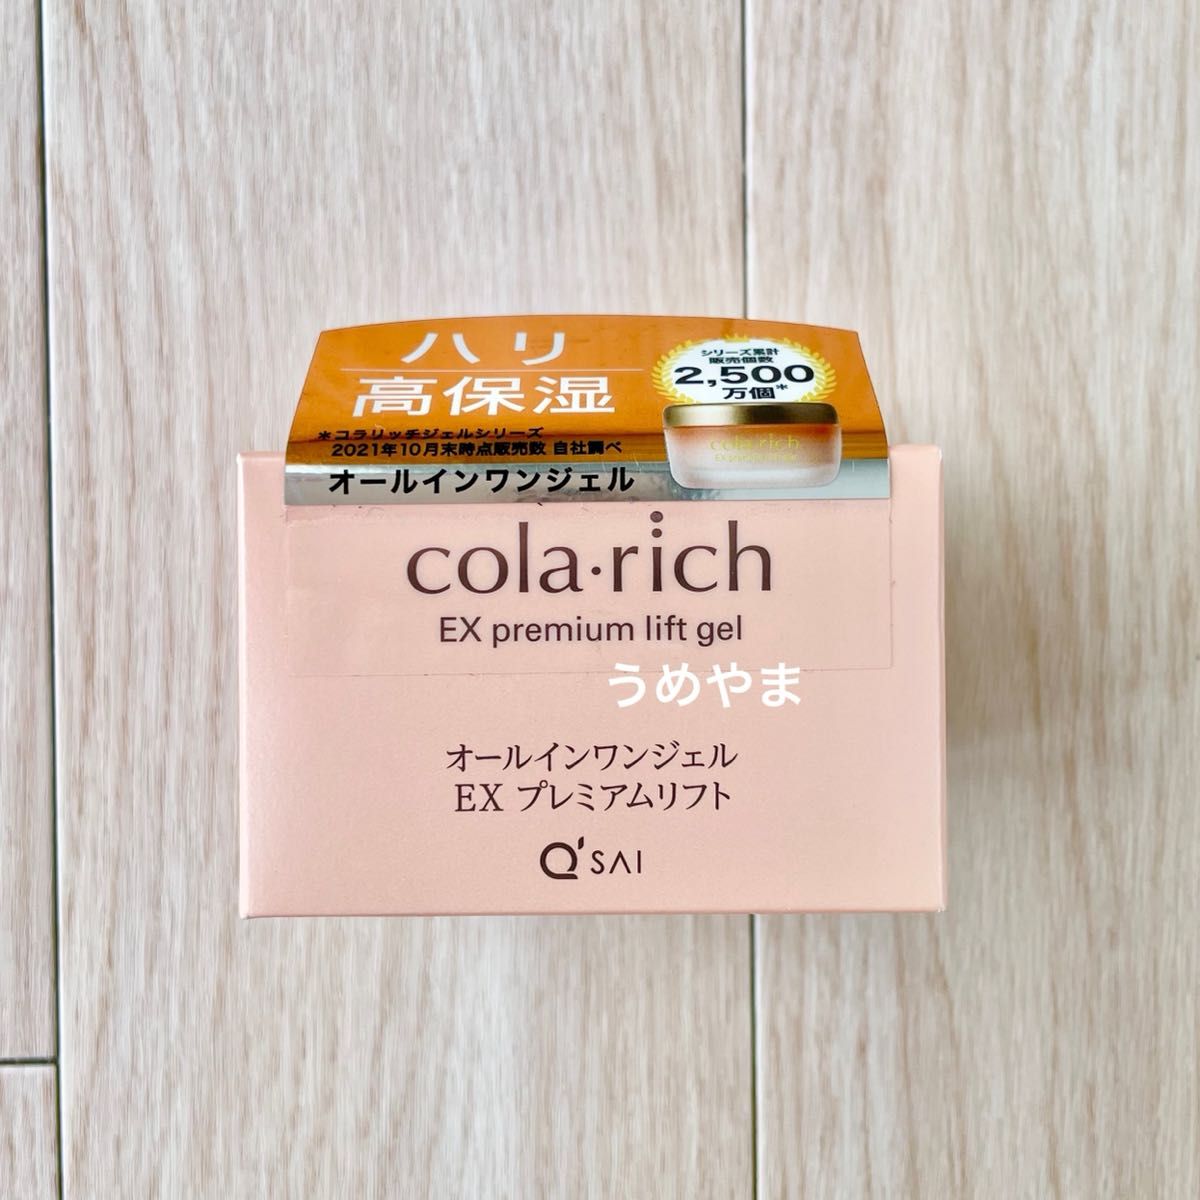 ハリ
高保湿
シリーズ累計
販売個数
2,500
万個*
*コラリッチジェルシリーズ
2021年10月末時点販売数 自社調べ
オールインワンジェル
cola・rich
cola・rich
EX premium lift gel
うめやま
オールインワンジェル
EX プレミアムリフト
Q'SAI